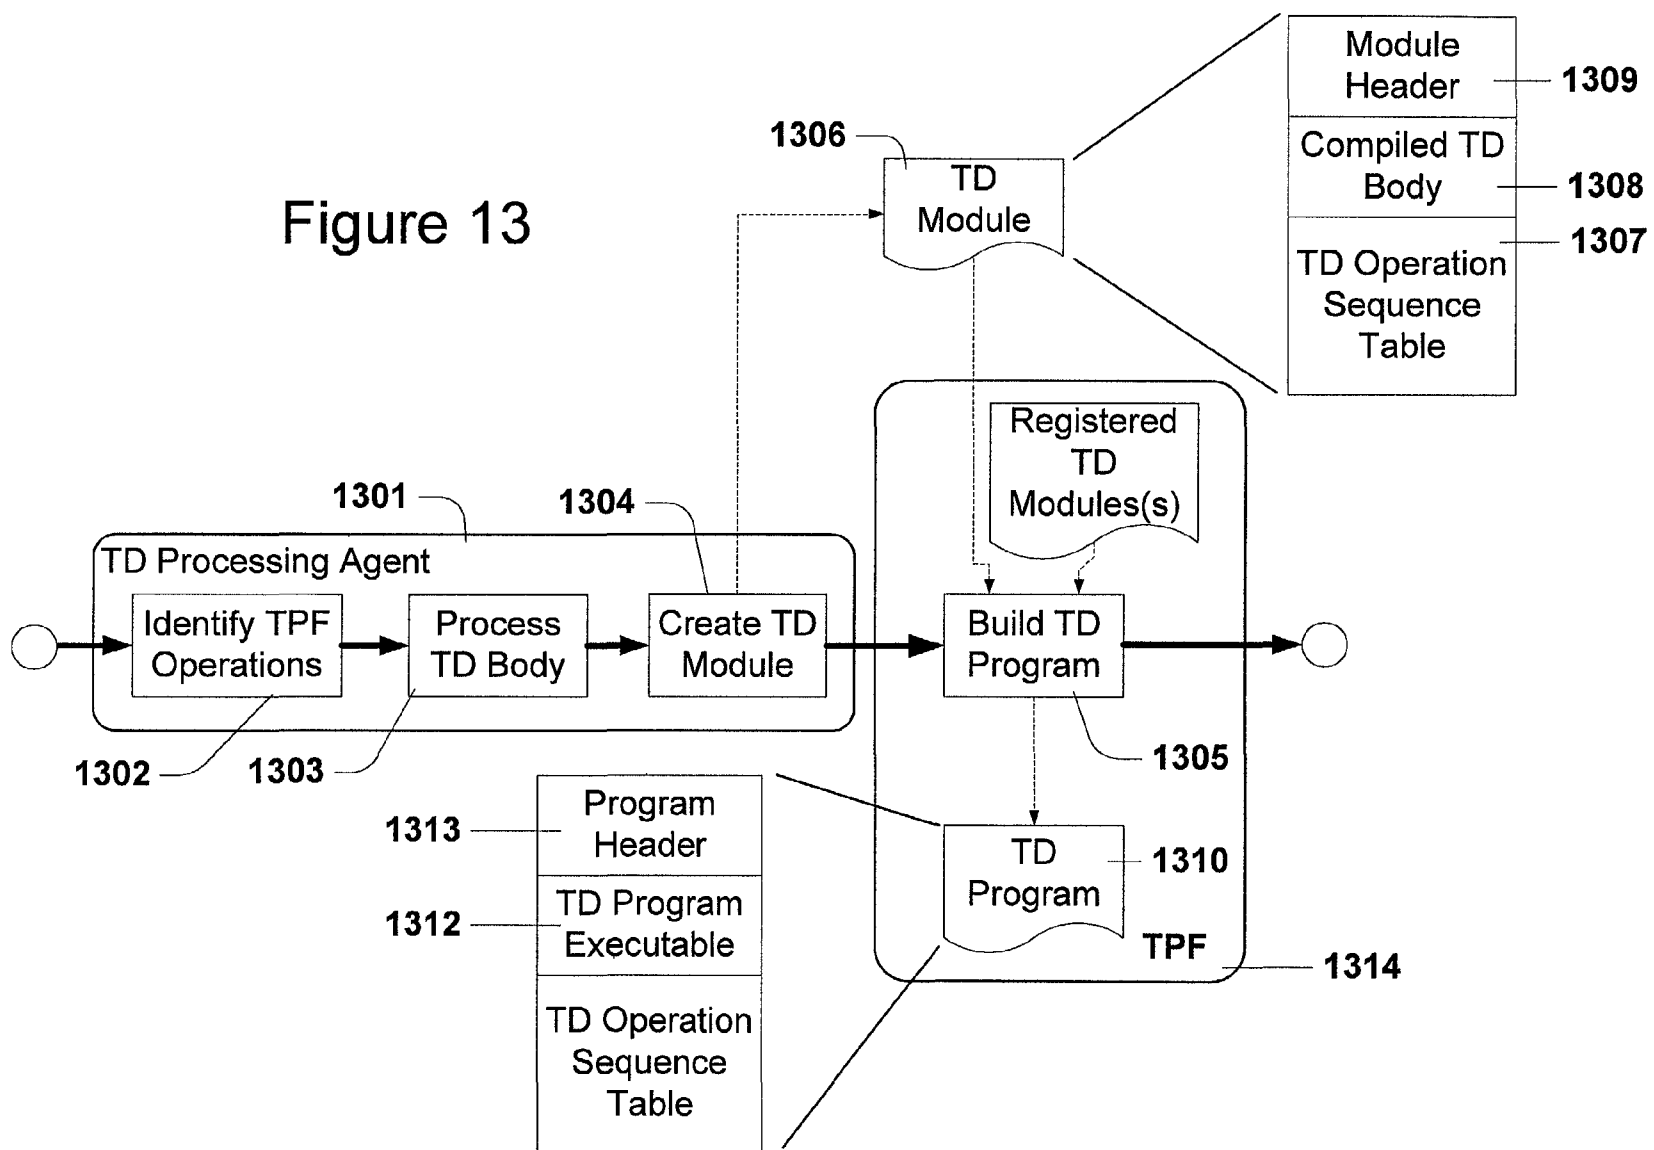 Figure 13
1306
TD
Module
Module
Header
1309
Compiled TD
Body
1308
1307
TD Operation
Sequence
Table
Registered
TD
Modules(s)
1301
1304
TD Processing Agent
Identify TPF
Operations
Process
TD Body
Create TD
Module
Build TD
Program
1302
1303
1305
1313
Program
Header
1312
TD Program
Executable
TD Operation
Sequence
Table
TD
Program
1310
TPF
1314